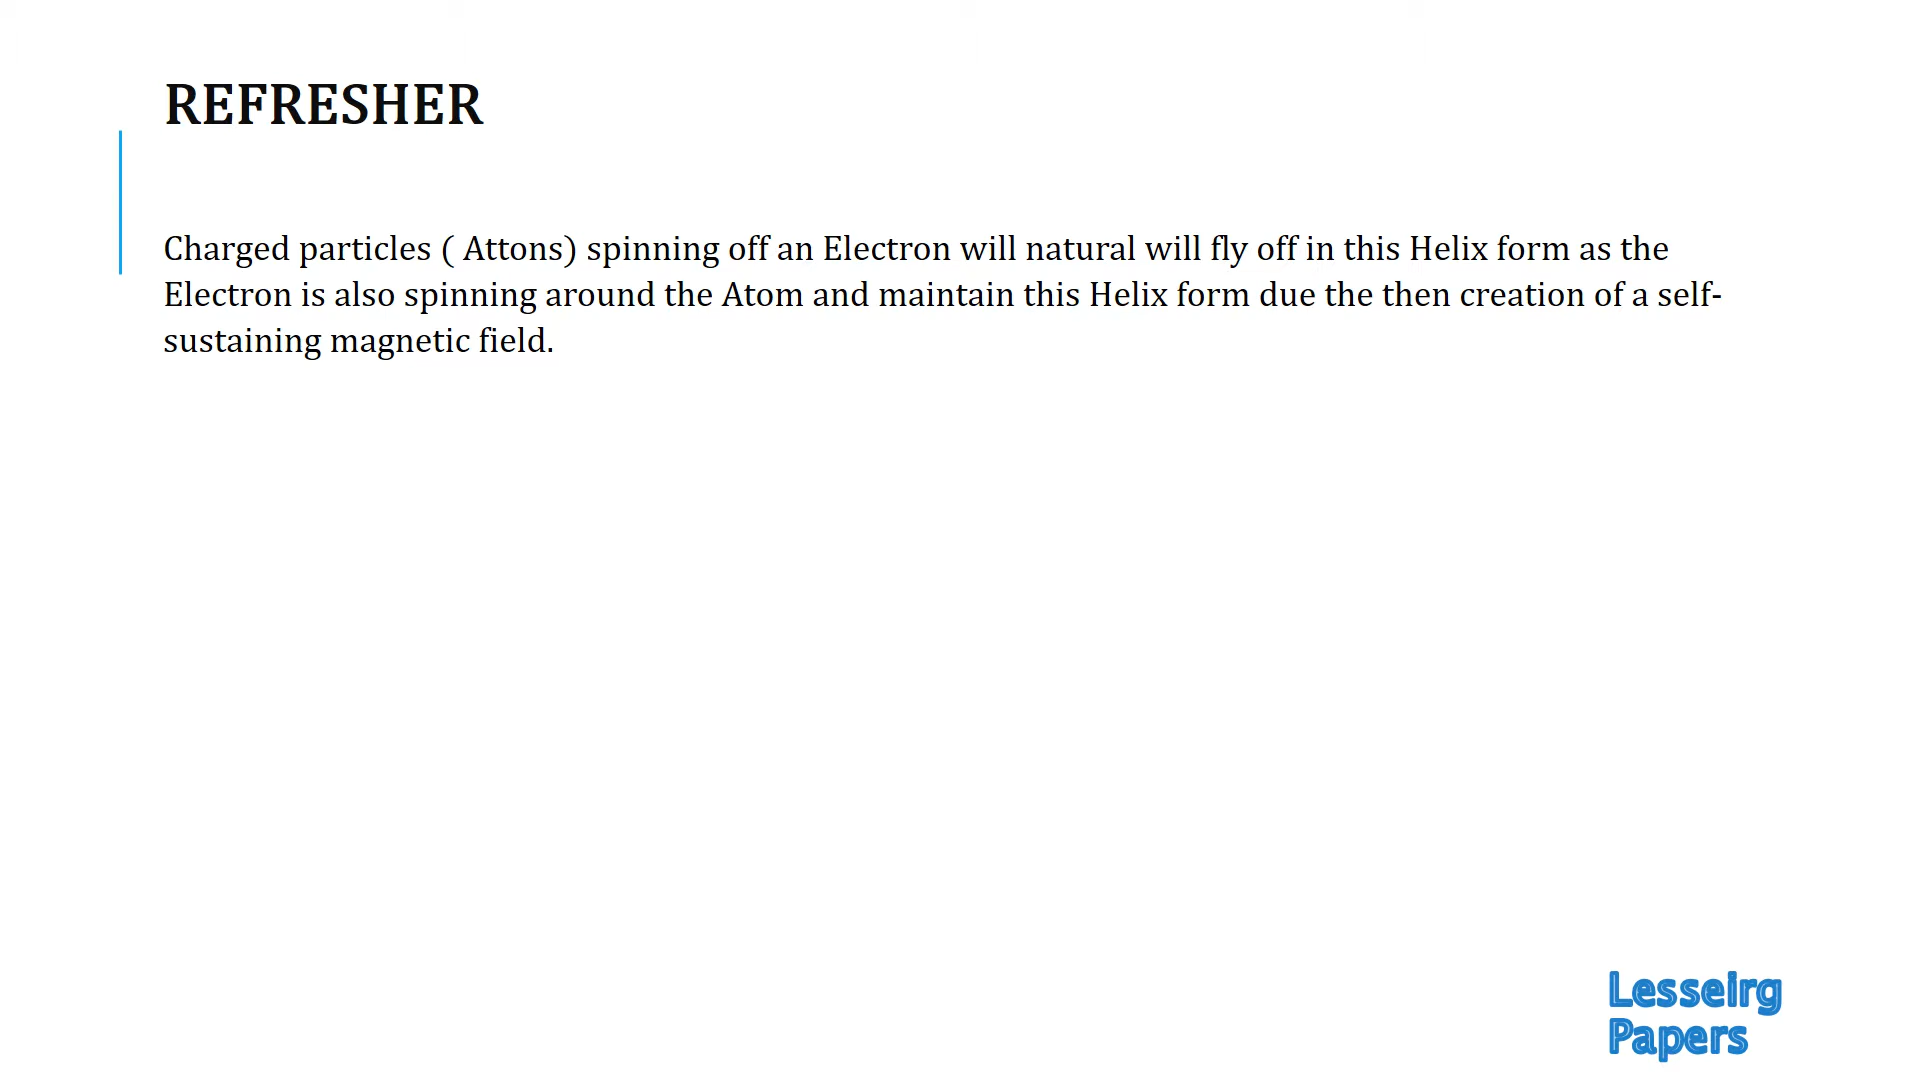 REFRESHER
Charged particles ( Attons) spinning off an Electron will natural will fly off in this Helix form as the
Electron is also spinning around the Atom and maintain this Helix form due the then creation of a self-
sustaining magnetic field.
Lesseirg
Papers